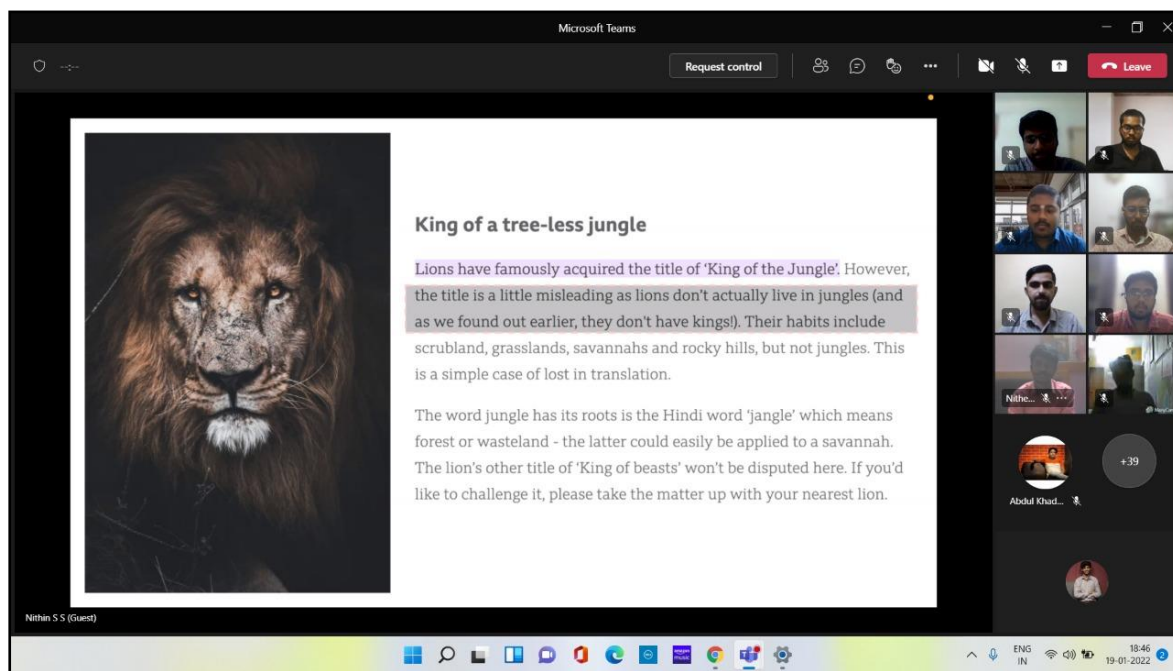 Microsoft Teams
--:--
Request control
Leave
King of a tree-less jungle
Lions have famously acquired the title of ‘King of the Jungle’. However,
the title is a little misleading as lions don't actually live in jungles (and
as we found out earlier, they don't have kings!). Their habits include
scrubland, grasslands, savannahs and rocky hills, but not jungles. This
is a simple case of lost in translation.
The word jungle has its roots is the Hindi word ‘jangle’ which means
forest or wasteland - the latter could easily be applied to a savannah.
The lion’s other title of ‘King of beasts’ won’t be disputed here. If you’d
like to challenge it, please take the matter up with your nearest lion.
Nithe...
+39
Abdul Khad...
Nithin S S (Guest)
ENG
IN
18:46
19-01-2022
2